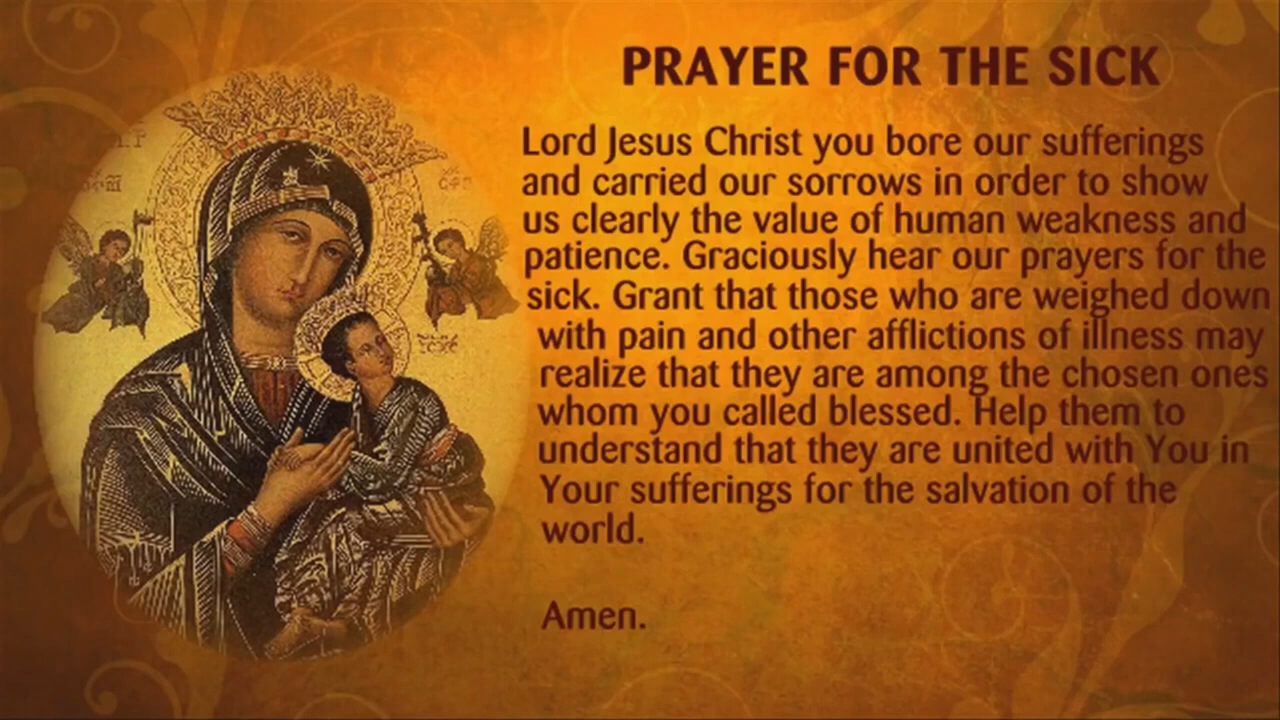 PRAYER FOR THE SICK
Lord Jesus Christ you bore our sufferings
and carried our sorrows in order to show
us clearly the value of human weakness and
patience. Graciously hear our prayers for the
sick. Grant that those who are weighed down
with pain and other afflictions of illness may
realize that they are among the chosen ones
whom you called blessed. Help them to
understand that they are united with You in
Your sufferings for the salvation of the
world.
Amen.